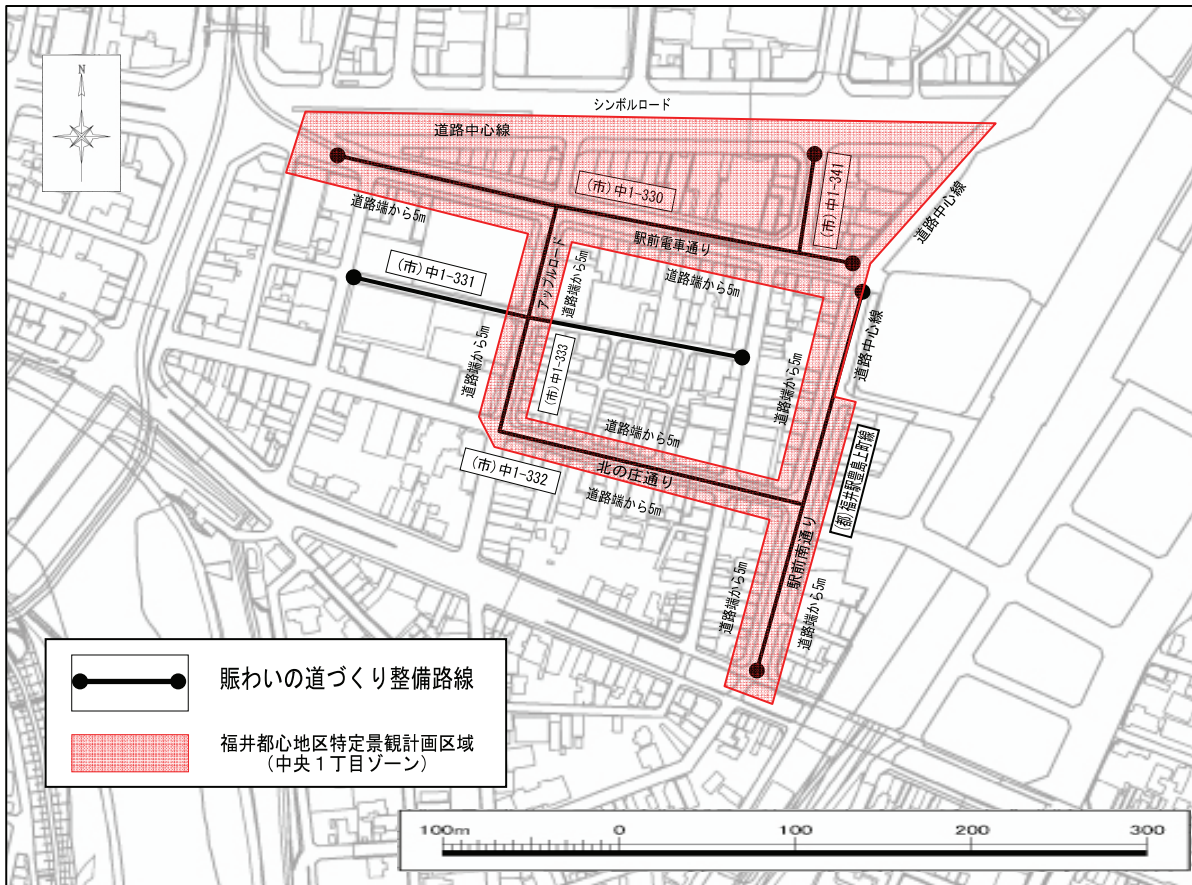 N
シンボルロード
道路中心線
(市)中1-330
(市)中1-341
道路端から5m
駅前電車通り
道路中心線
(市)中1-331
アップルロード
道路端から5m
道路端から5m
道路中心線
道路端から5m
(市)中1-333
道路端から5m
道路端から5m
(市)中1-332
北の庄通り
道路端から5m
(都)福井駅豊島上町線
駅前南通り
道路端から5m
道路端から5m
賑わいの道づくり整備路線
福井都心地区特定景観計画区域
(中央1丁目ゾーン)
100m 0 100 200 300